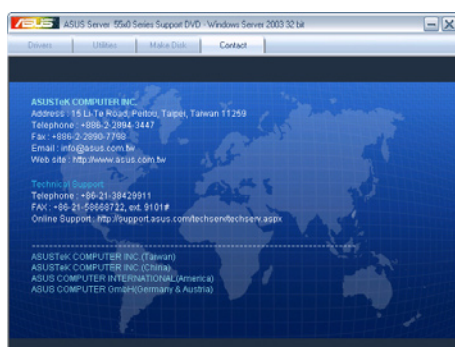 ASUS ASUS Server 55x0 Series Support DVD - Windows Server 2003 32 bit
Drivers Utilities Make Disk Contact
ASUSTeK COMPUTER INC.
Address : 15 Li-Te Road, Peitou, Taipei, Taiwan 11259
Telephone : +886-2-2894-3447
Fax : +886-2-2890-7798
Email : info@asus.com.tw
Web site : http://www.asus.com.tw
Technical Support
Telephone : +86-21-38429911
FAX : +86-21-58668722, ext. 9101#
Online Support : http://support.asus.com/techserv/techserv.aspx
ASUSTeK COMPUTER INC.(Taiwan)
ASUSTeK COMPUTER INC.(China)
ASUS COMPUTER INTERNATIONAL(America)
ASUS COMPUTER GmbH(Germany & Austria)